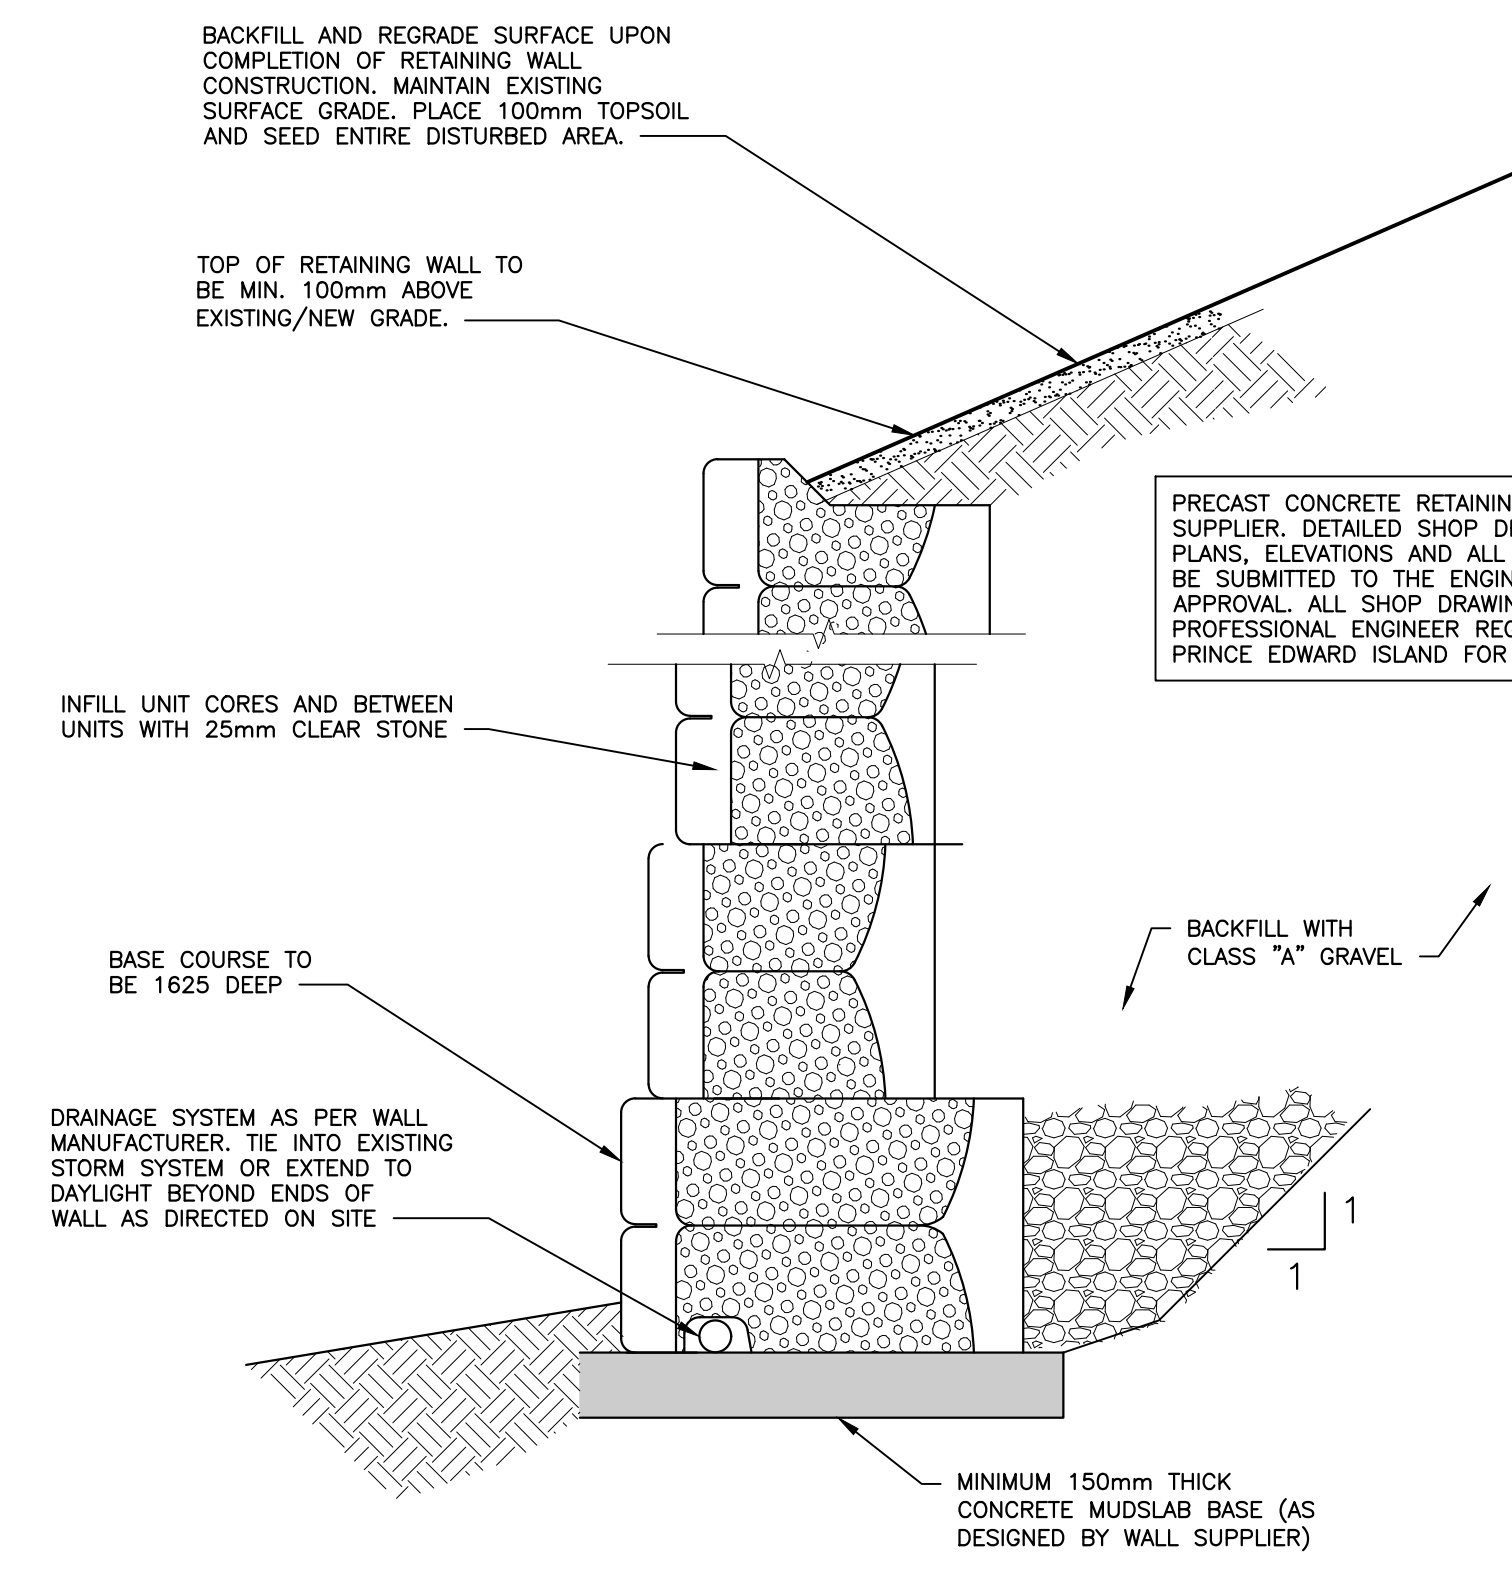 BACKFILL AND REGRADE SURFACE UPON
COMPLETION OF RETAINING WALL
CONSTRUCTION. MAINTAIN EXISTING
SURFACE GRADE. PLACE 100mm TOPSOIL
AND SEED ENTIRE DISTURBED AREA.
TOP OF RETAINING WALL TO
BE MIN. 100mm ABOVE
EXISTING/NEW GRADE.
PRECAST CONCRETE
SUPPLIER. DETAILED SHOP
PLANS, ELEVATIONS AND ALL
BE SUBMITTED TO THE
APPROVAL. ALL SHOP
PROFESSIONAL ENGINEER
PRINCE EDWARD ISLAND FOR
INFILL UNIT CORES AND BETWEEN
UNITS WITH 25mm CLEAR STONE
BACKFILL WITH
CLASS "A" GRAVEL
BASE COURSE TO
BE 1625 DEEP
DRAINAGE SYSTEM AS PER WALL
MANUFACTURER. TIE INTO EXISTING
STORM SYSTEM OR EXTEND TO
DAYLIGHT BEYOND ENDS OF
WALL AS DIRECTED ON SITE
1
1
MINIMUM 150mm THICK
CONCRETE MUDSLAB BASE (AS
DESIGNED BY WALL SUPPLIER)